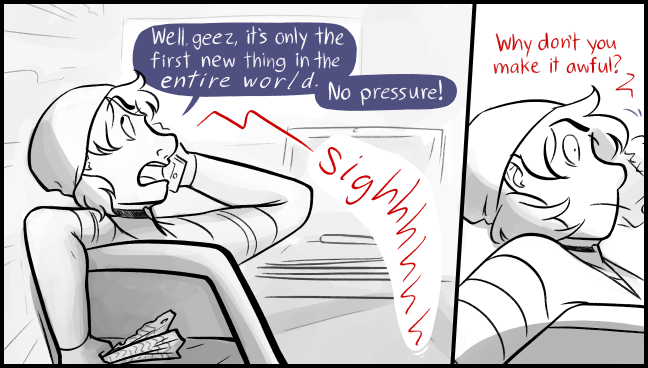 Well, geez, it's only the
first new thing in the
entire world.
No pressure!
sighhhhhhhh
Why don't you
make it awful?